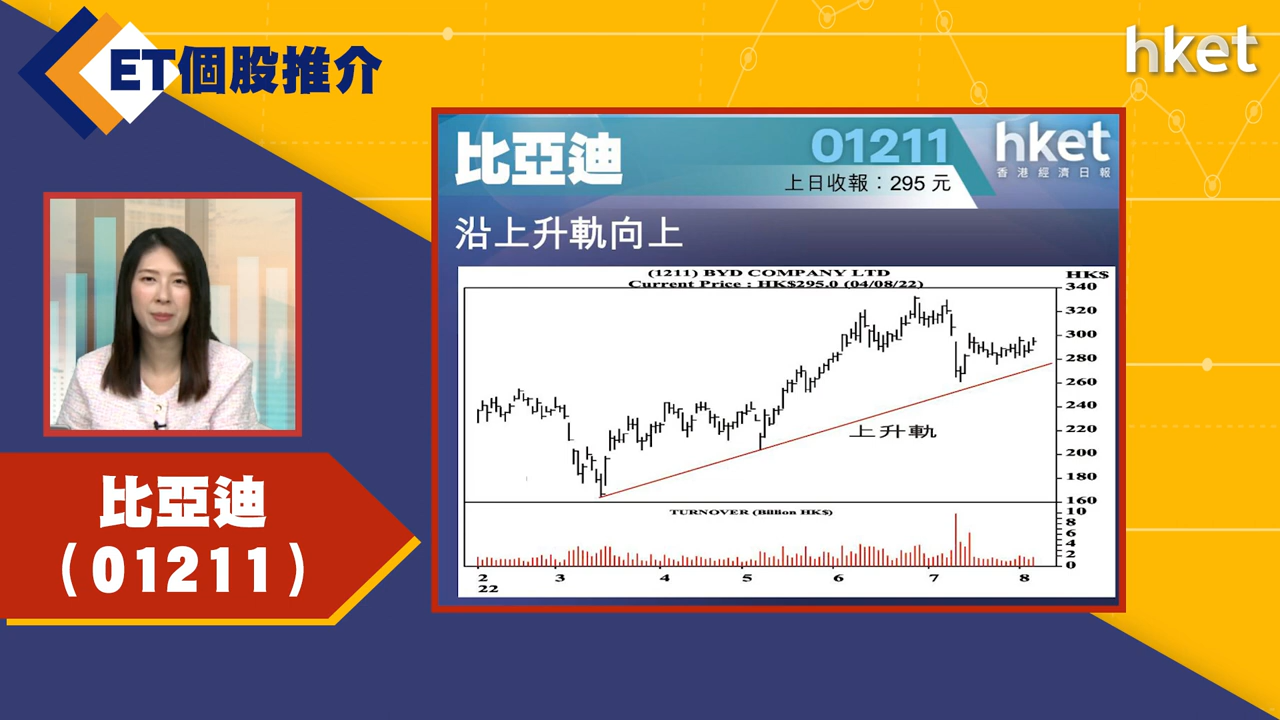 ET個股推介
hket
比亞迪
01211
hket
香港經濟日報
上日收報：295 元
沿上升軌向上
(1211) BYD COMPANY LTD
Current Price : HK$295.0 (04/08/22)
HK$
340
320
300
280
260
240
220
200
180
160
上升軌
TURNOVER (Billion HK$)
10
8
6
4
2
0
2 3 4 5 6 7 8
22
比亞迪
（01211）